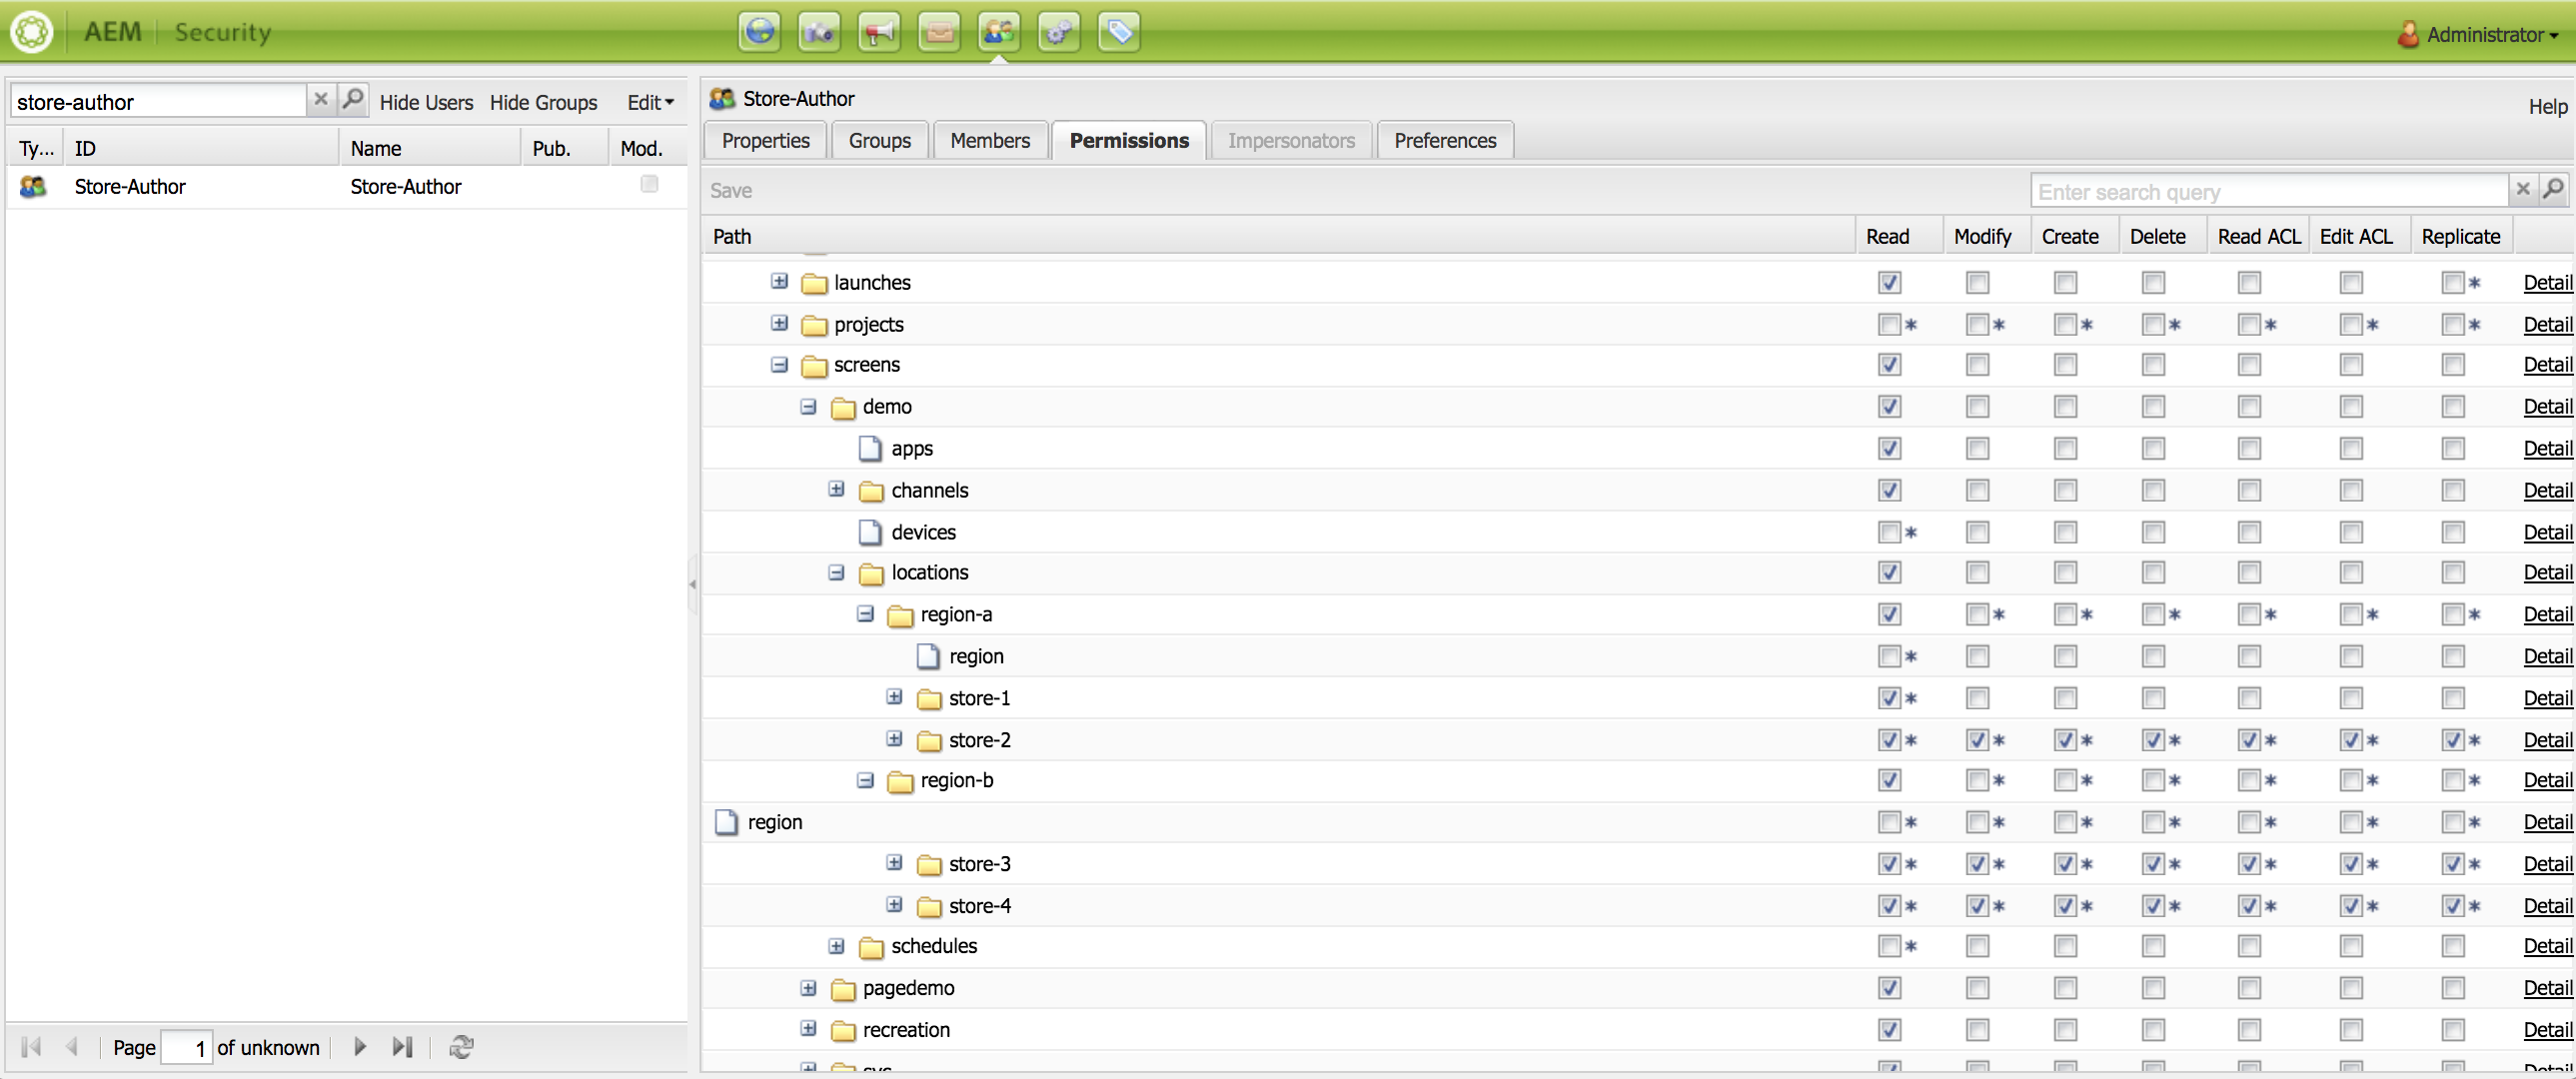 AEM Security Administrator
store-author Hide Users Hide Groups Edit
Ty... ID Name Pub. Mod.
Store-Author Store-Author
Page 1 of unknown
Store-Author
Help
Properties Groups Members Permissions Impersonators Preferences
Save Enter search query
Path Read Modify Create Delete Read ACL Edit ACL Replicate
launches * Detail
projects * * * * * * * Detail
screens Detail
demo Detail
apps Detail
channels Detail
devices * Detail
locations Detail
region-a * * * * * * Detail
region * Detail
store-1 * Detail
store-2 * * * * * * * Detail
region-b * * * * * * Detail
region * * * * * * * Detail
store-3 * * * * * * * Detail
store-4 * * * * * * * Detail
schedules * Detail
pagedemo Detail
recreation Detail